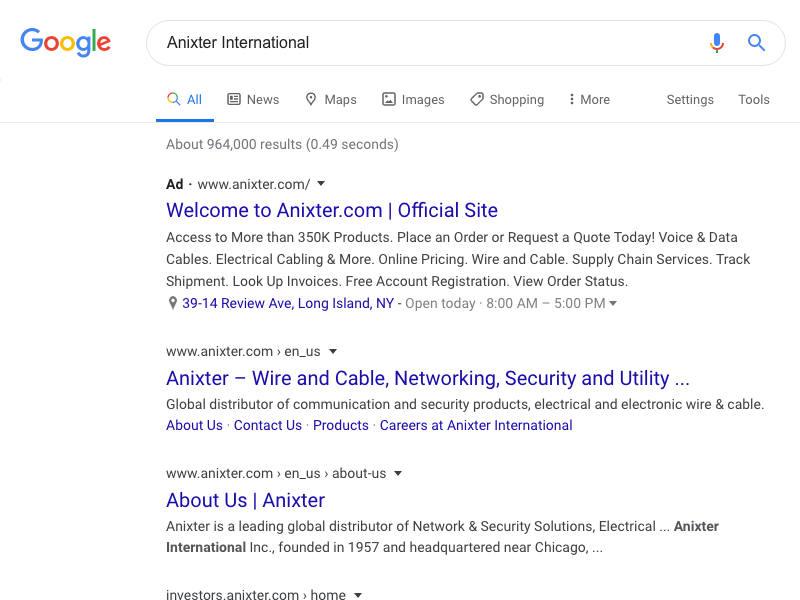 Google
Anixter International
All News Maps Images Shopping More Settings Tools
About 964,000 results (0.49 seconds)
Ad · www.anixter.com/
Welcome to Anixter.com | Official Site
Access to More than 350K Products. Place an Order or Request a Quote Today! Voice & Data
Cables. Electrical Cabling & More. Online Pricing. Wire and Cable. Supply Chain Services. Track
Shipment. Look Up Invoices. Free Account Registration. View Order Status.
39-14 Review Ave, Long Island, NY - Open today · 8:00 AM – 5:00 PM
www.anixter.com › en_us
Anixter – Wire and Cable, Networking, Security and Utility ...
Global distributor of communication and security products, electrical and electronic wire & cable.
About Us · Contact Us · Products · Careers at Anixter International
www.anixter.com › en_us › about-us
About Us | Anixter
Anixter is a leading global distributor of Network & Security Solutions, Electrical ... Anixter
International Inc., founded in 1957 and headquartered near Chicago, ...
investors.anixter.com › home